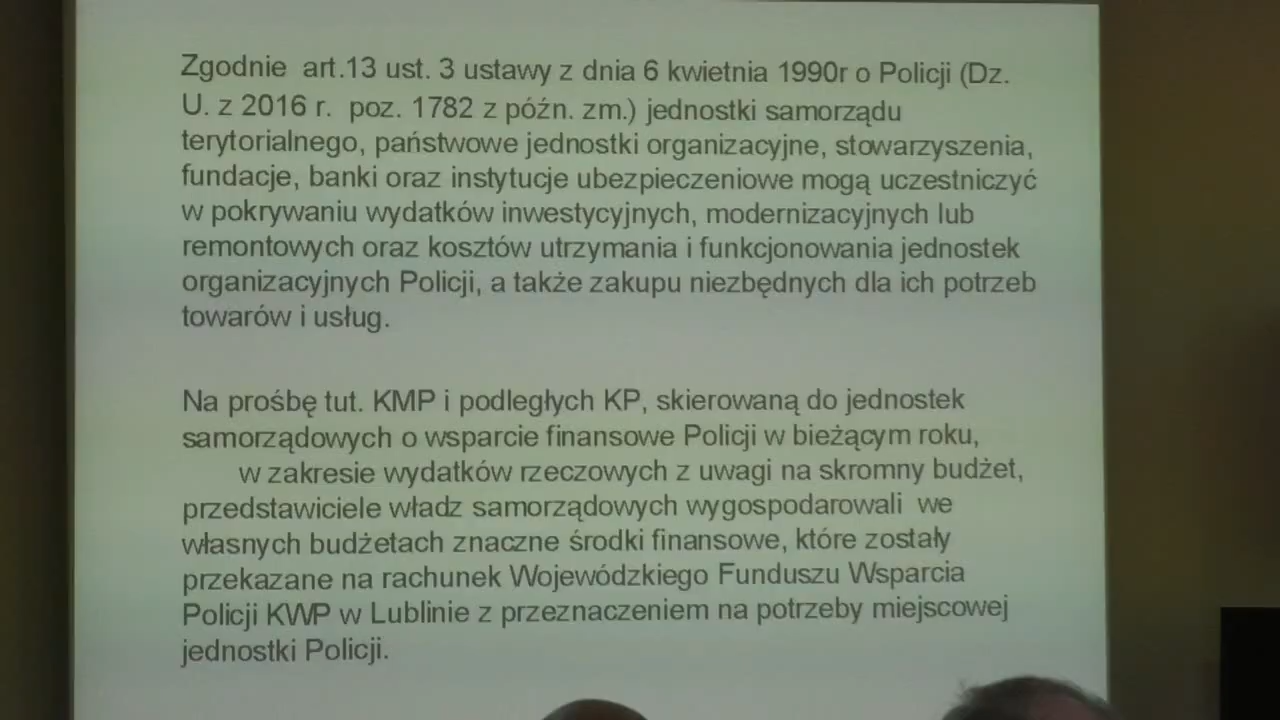 Zgodnie art.13 ust. 3 ustawy z dnia 6 kwietnia 1990r o Policji (Dz.
U. z 2016 r. poz. 1782 z późn. zm.) jednostki samorządu
terytorialnego, państwowe jednostki organizacyjne, stowarzyszenia,
fundacje, banki oraz instytucje ubezpieczeniowe mogą uczestniczyć
w pokrywaniu wydatków inwestycyjnych, modernizacyjnych lub
remontowych oraz kosztów utrzymania i funkcjonowania jednostek
organizacyjnych Policji, a także zakupu niezbędnych dla ich potrzeb
towarów i usług.
Na prośbę tut. KMP i podległych KP, skierowaną do jednostek
samorządowych o wsparcie finansowe Policji w bieżącym roku,
w zakresie wydatków rzeczowych z uwagi na skromny budżet,
przedstawiciele władz samorządowych wygospodarowali we
własnych budżetach znaczne środki finansowe, które zostały
przekazane na rachunek Wojewódzkiego Funduszu Wsparcia
Policji KWP w Lublinie z przeznaczeniem na potrzeby miejscowej
jednostki Policji.